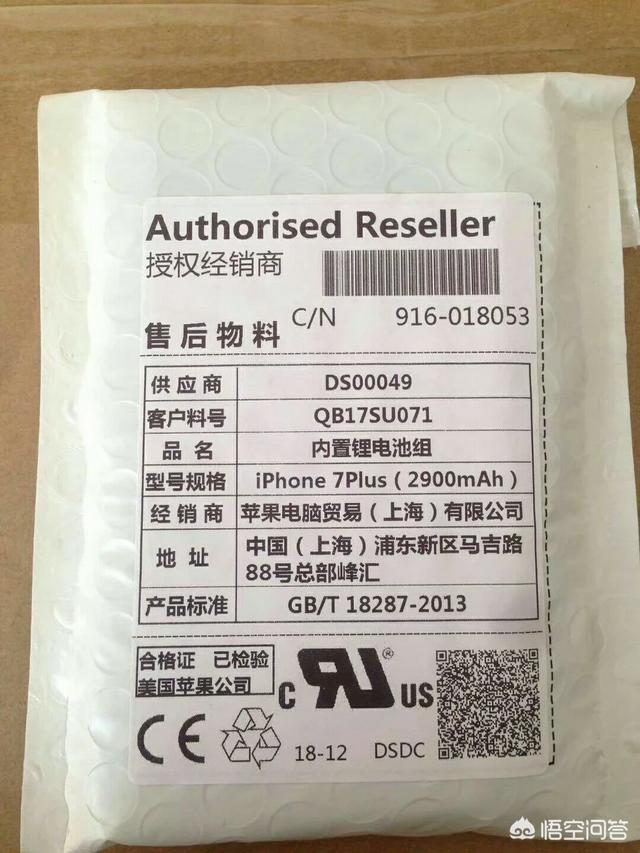 Authorised Reseller
授权经销商
C/N 916-018053
售后物料
供应商 DS00049
客户料号 QB17SU071
品名 内置锂电池组
型号规格 iPhone 7Plus（2900mAh）
经销商 苹果电脑贸易（上海）有限公司
地址 中国（上海）浦东新区马吉路
88号总部峰汇
产品标准 GB/T 18287-2013
合格证 已检验
美国苹果公司
C RU ® US
CE
18-12 DSDC
悟空问答